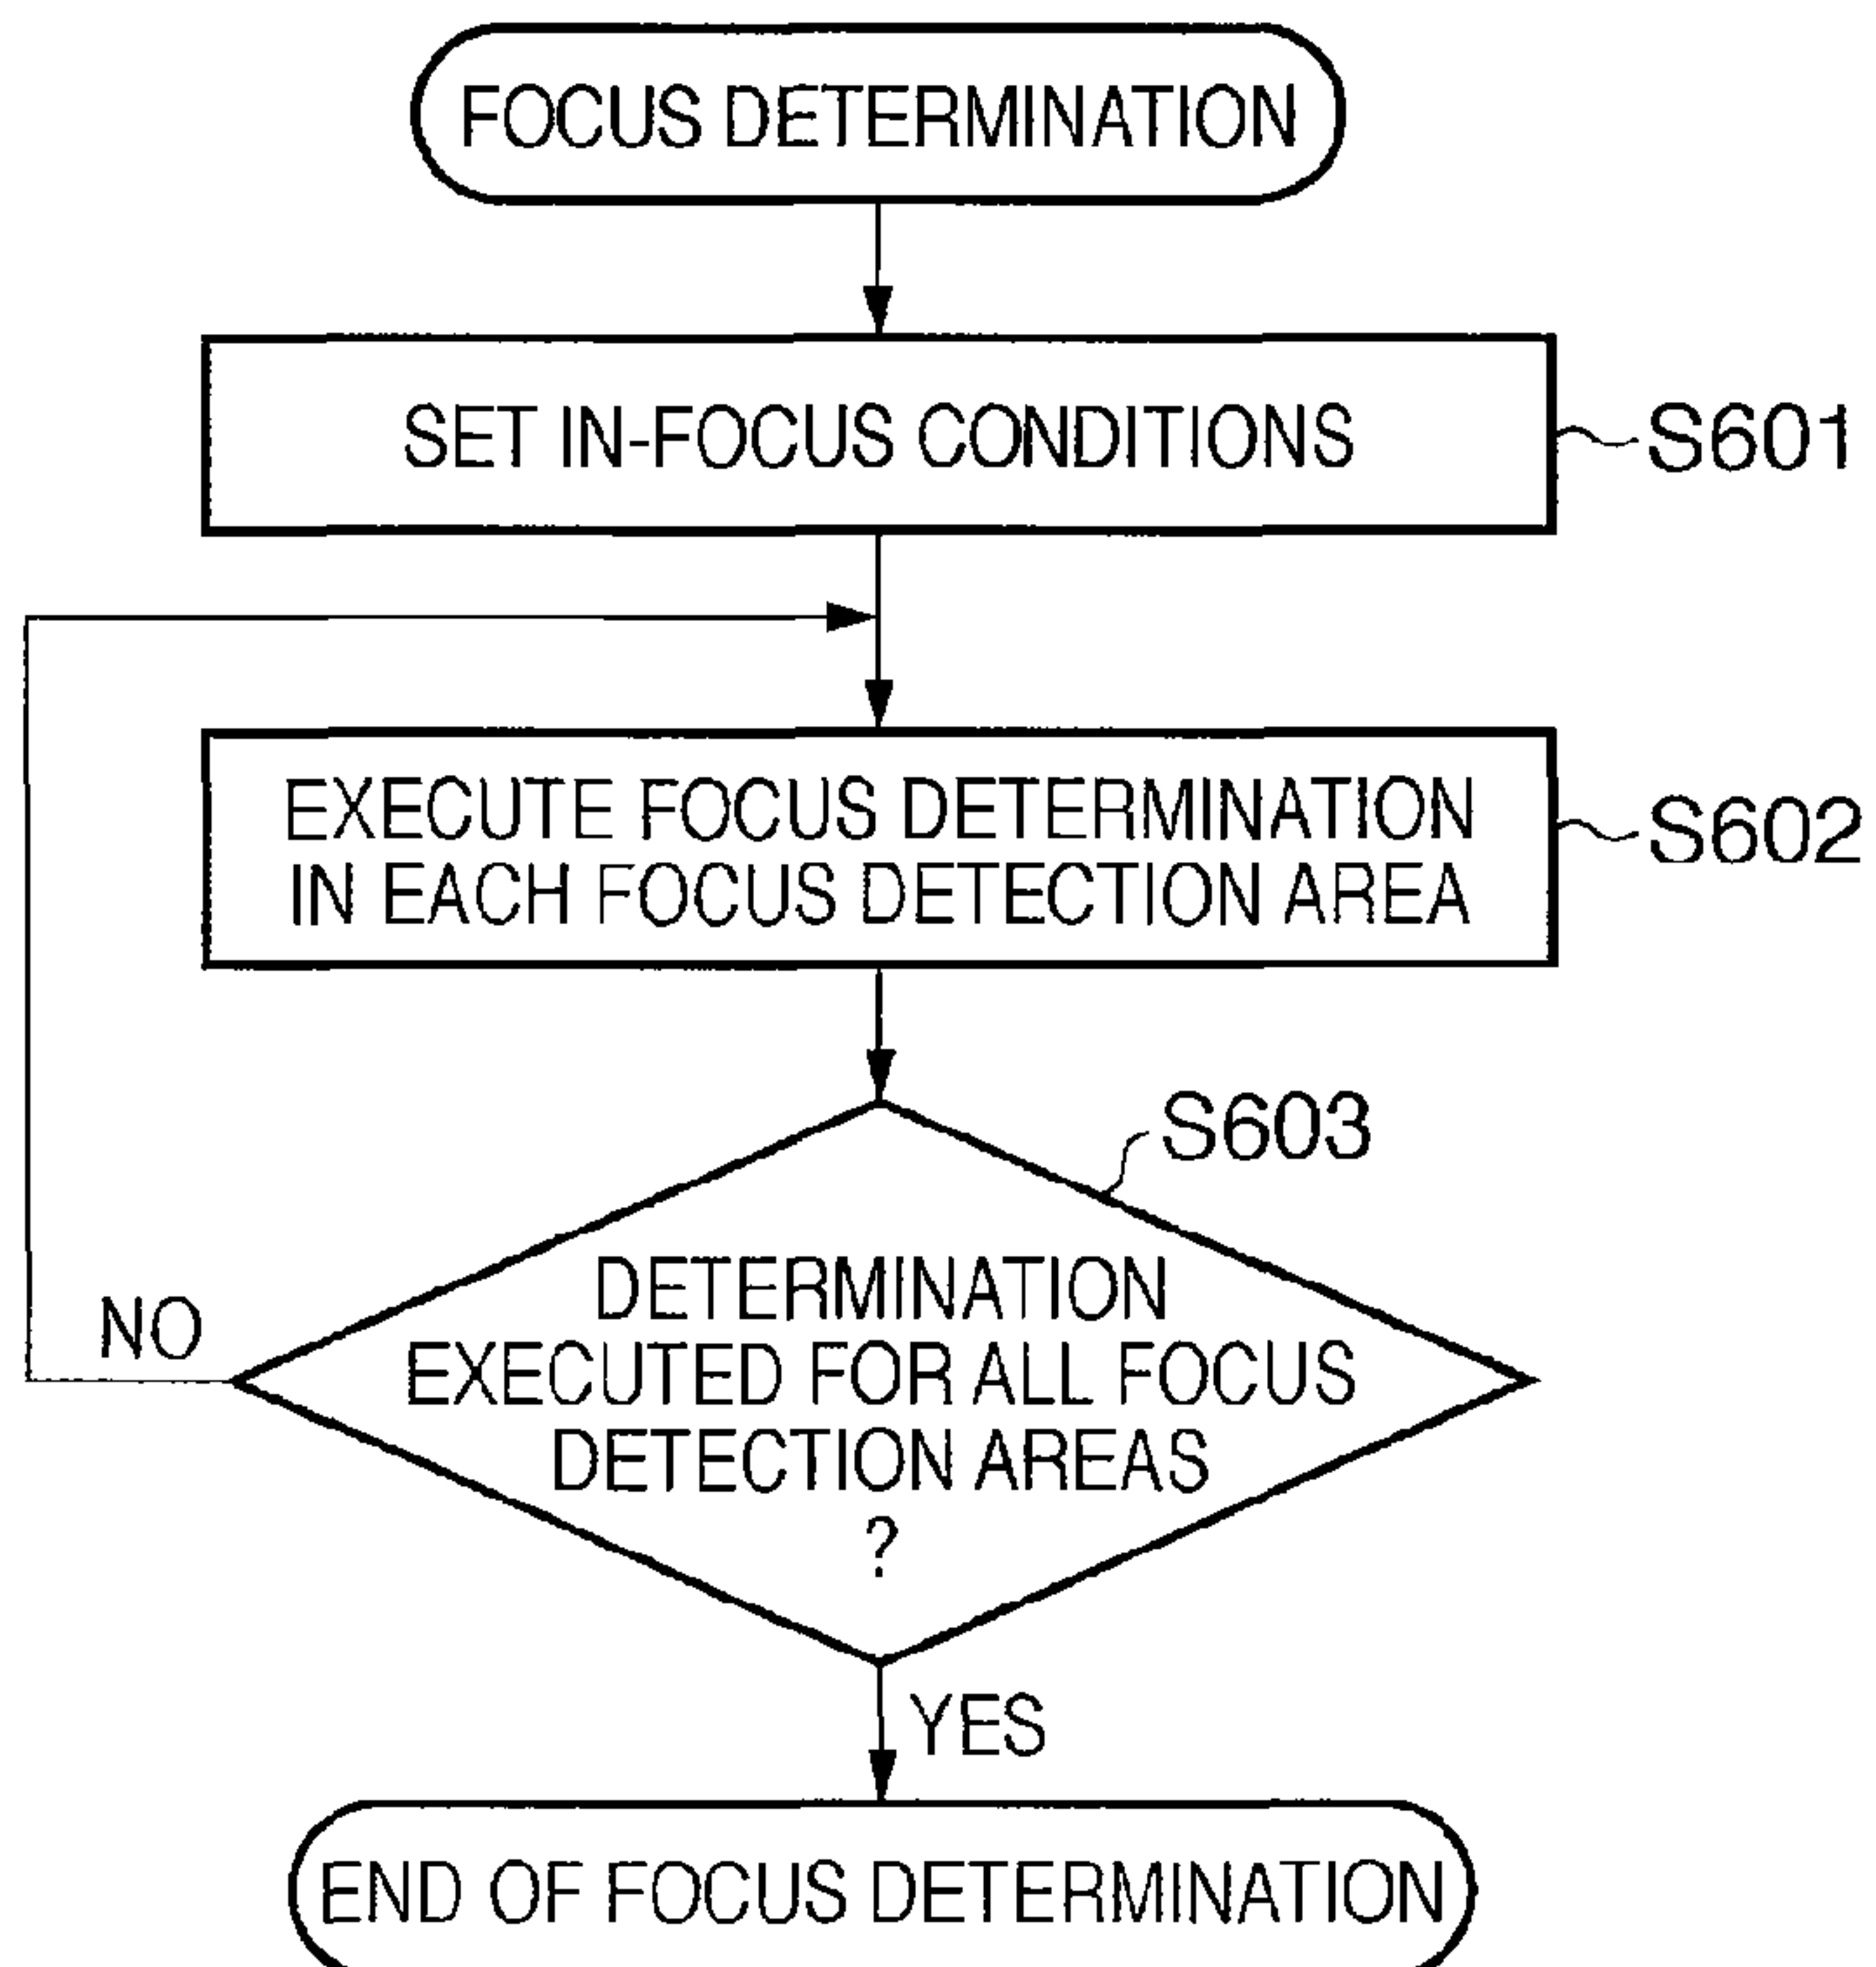 FOCUS DETERMINATION
SET IN-FOCUS CONDITIONS
S601
EXECUTE FOCUS DETERMINATION
IN EACH FOCUS DETECTION AREA
S602
S603
DETERMINATION
EXECUTED FOR ALL FOCUS
DETECTION AREAS
?
NO
YES
END OF FOCUS DETERMINATION